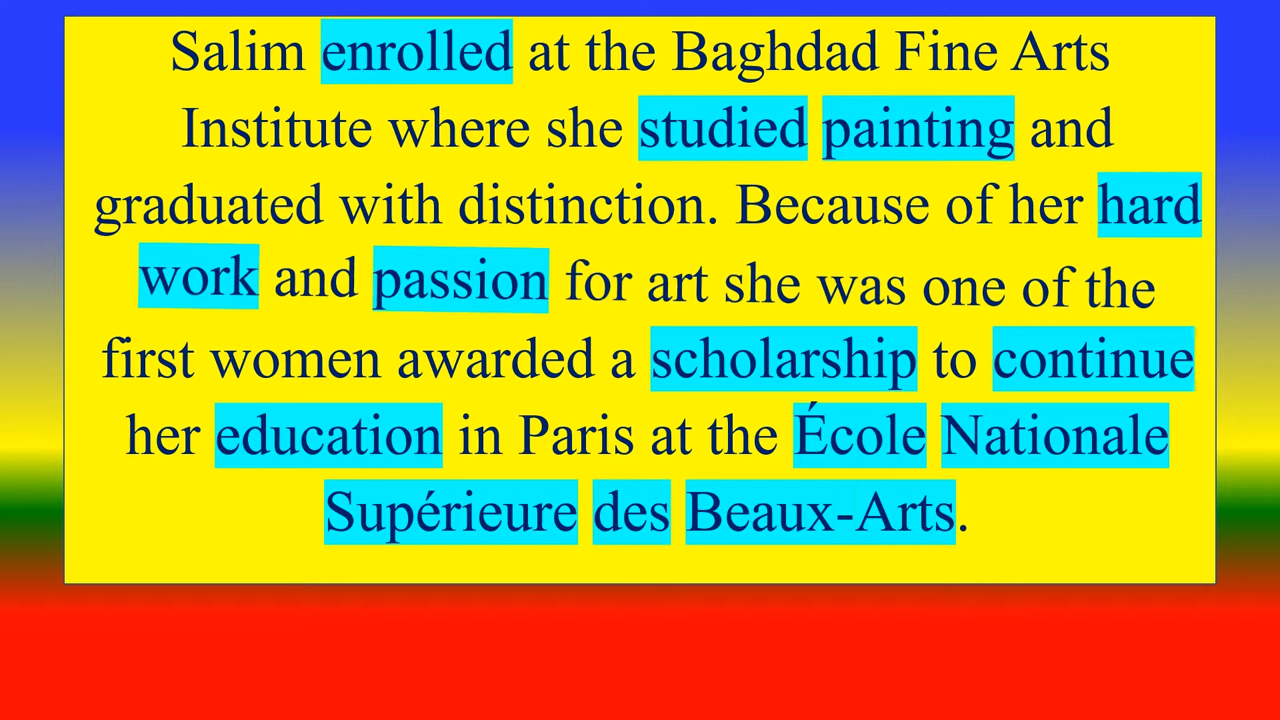 Salim enrolled at the Baghdad Fine Arts
Institute where she studied painting and
graduated with distinction. Because of her hard
work and passion for art she was one of the
first women awarded a scholarship to continue
her education in Paris at the École Nationale
Supérieure des Beaux-Arts.